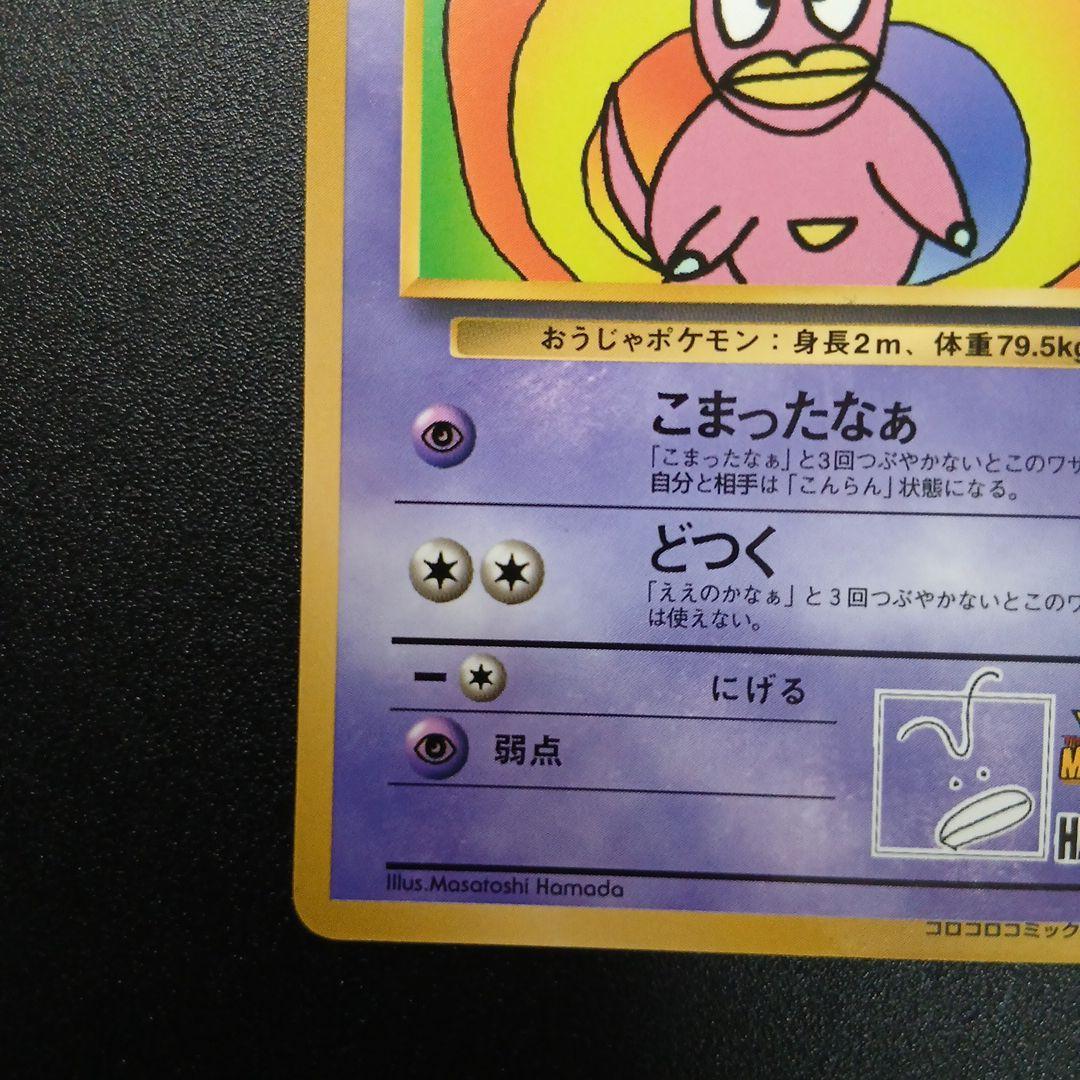 おうじゃポケモン：身長2m、体重79.5kg
こまったなぁ
「こまったなぁ」と3回つぶやかないとこのワザ
自分と相手は「こんらん」状態になる。
どつく
「ええのかなぁ」と3回つぶやかないとこのワ
は使えない。
にげる
弱点
Illus.Masatoshi Hamada
コロコロコミック